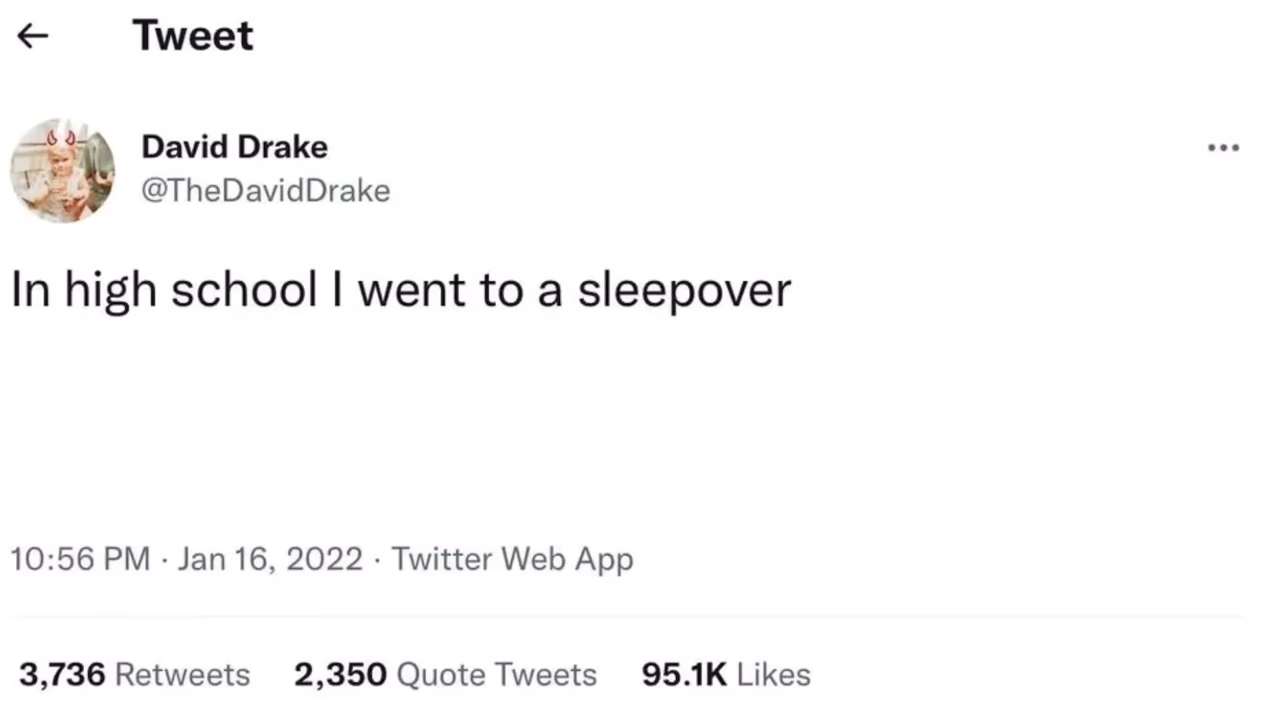 Tweet
David Drake
@TheDavidDrake
In high school I went to a sleepover
10:56 PM · Jan 16, 2022 · Twitter Web App
3,736 Retweets 2,350 Quote Tweets 95.1K Likes